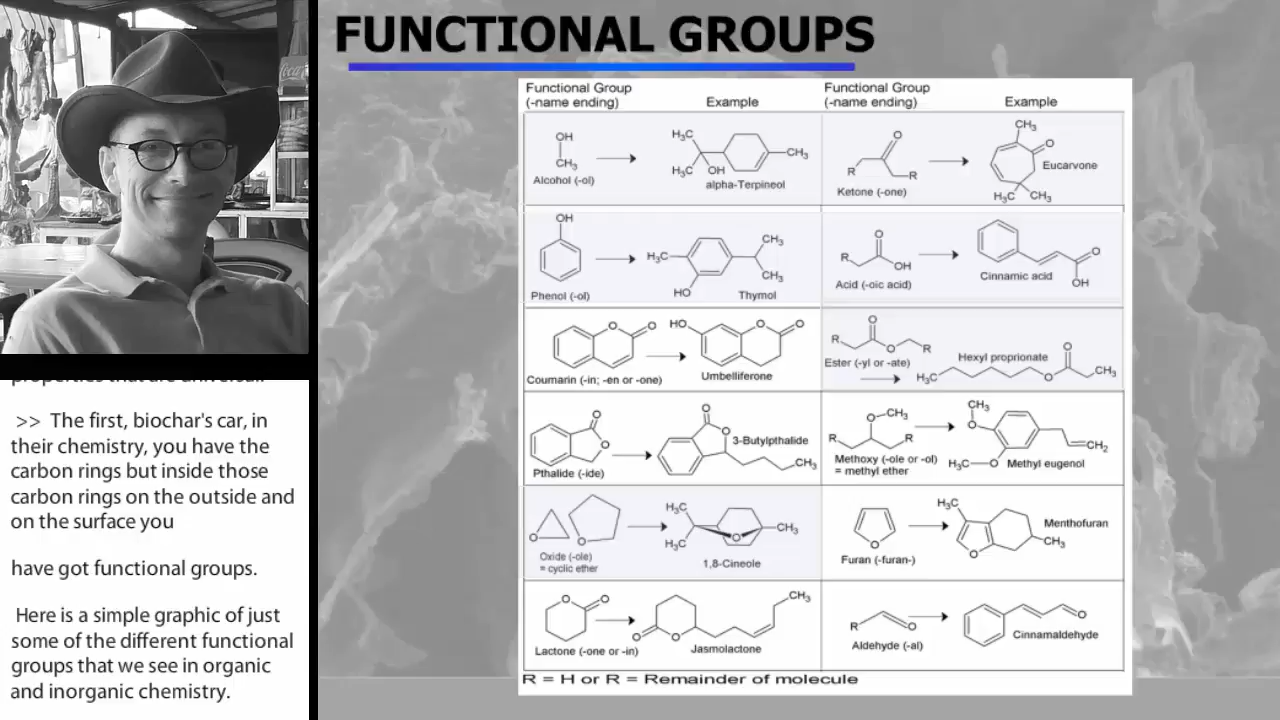 FUNCTIONAL GROUPS
properties that are universal.
>> The first, biochar's car, in
their chemistry, you have the
carbon rings but inside those
carbon rings on the outside and
on the surface you
have got functional groups.
Here is a simple graphic of just
some of the different functional
groups that we see in organic
and inorganic chemistry.
Functional Group
(-name ending)
Example
Functional Group
(-name ending)
Example
OH
CH3
Alcohol (-ol)
H3C
H3C
OH
CH3
alpha-Terpineol
O
R
R
Ketone (-one)
CH3
O
H3C
CH3
Eucarvone
OH
Phenol (-ol)
H3C
HO
CH3
CH3
Thymol
O
R
OH
Acid (-oic acid)
O
OH
Cinnamic acid
O
O
Coumarin (-in; -en or -one)
HO
O
O
Umbelliferone
O
R
O
R
Ester (-yl or -ate)
Hexyl proprionate
H3C
O
O
CH3
O
O
Pthalide (-ide)
O
O
3-Butylpthalide
CH3
O
CH3
R
R
Methoxy (-ole or -ol)
= methyl ether
CH3
O
H3C
O
CH2
Methyl eugenol
O
O
Oxide (-ole)
= cyclic ether
H3C
H3C
O
CH3
1,8-Cineole
O
Furan (-furan-)
H3C
O
CH3
Menthofuran
O
O
Lactone (-one or -in)
O
O
CH3
Jasmolactone
R
O
Aldehyde (-al)
O
Cinnamaldehyde
R = H or R = Remainder of molecule